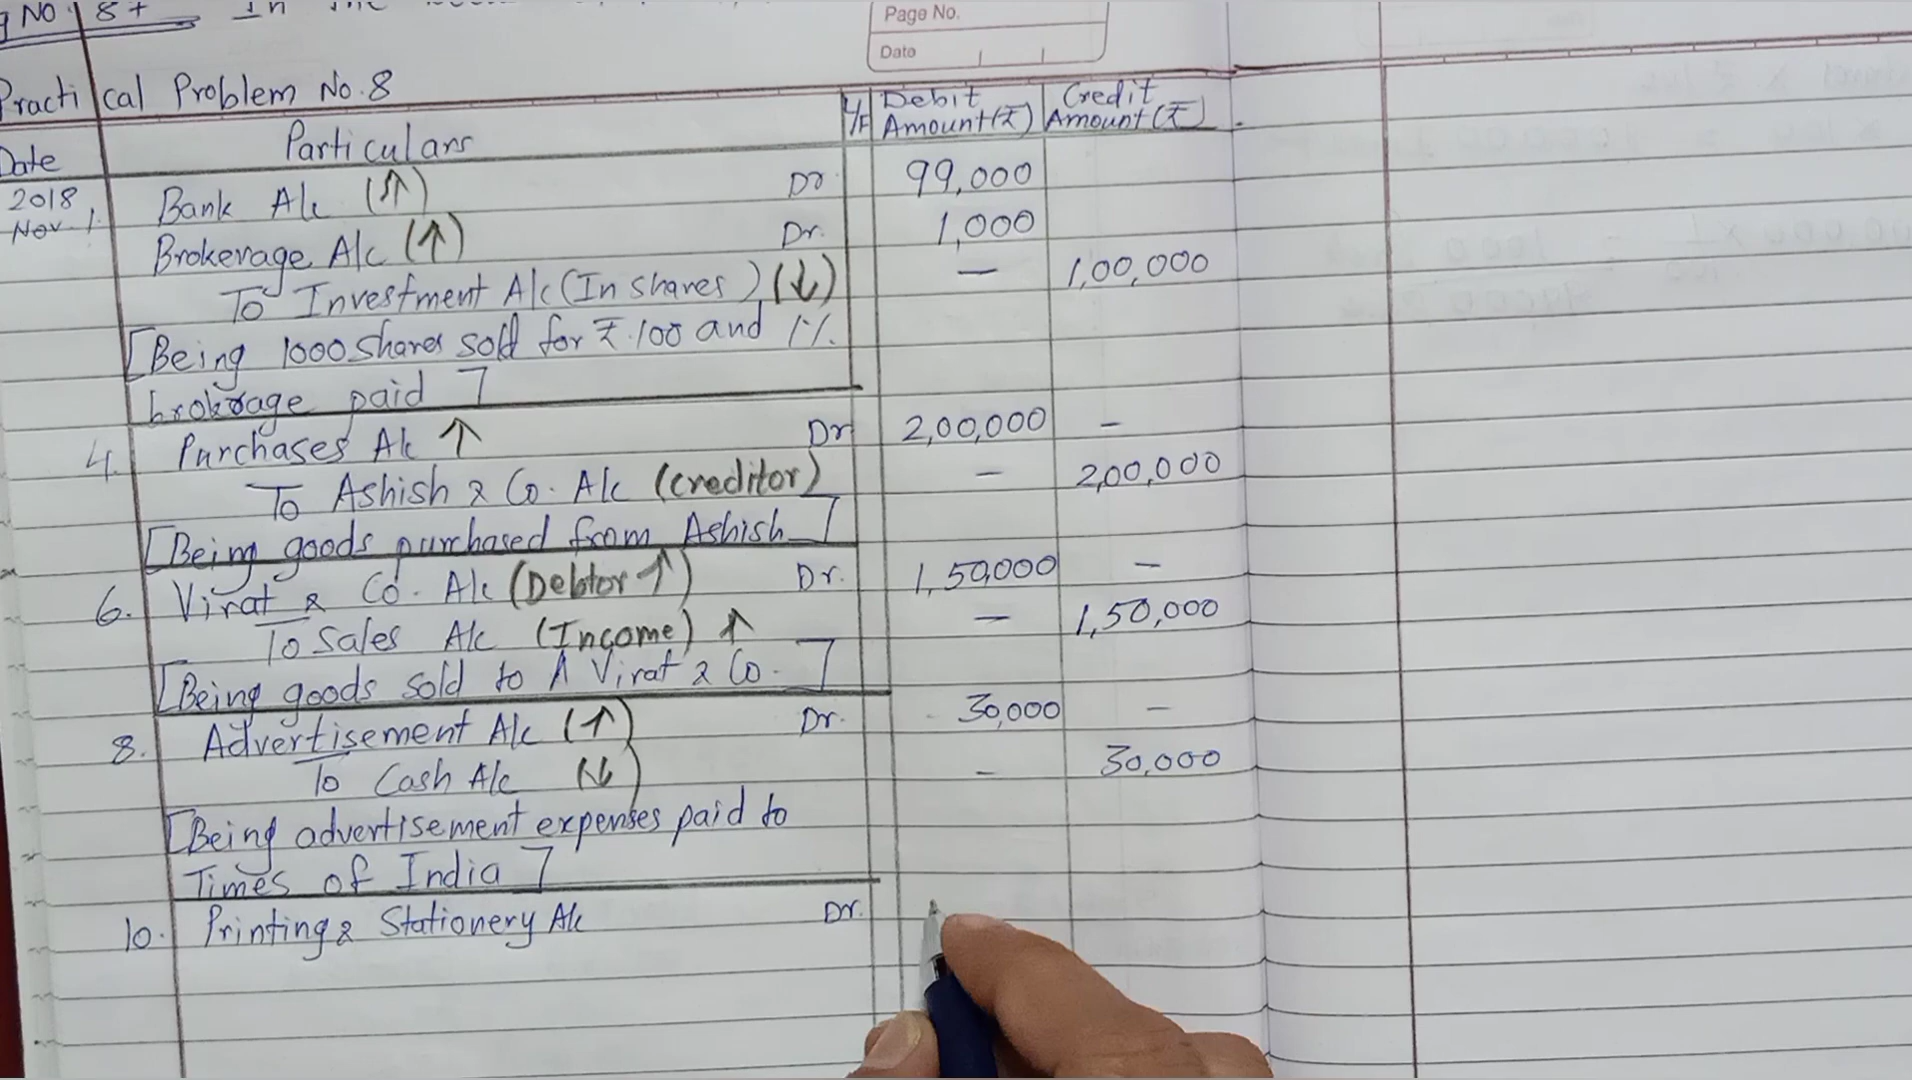 g No 87 In the
Page No.
Date
Practical Problem No. 8
Date Particulars L/F Debit Amount (₹) Credit Amount (₹)
2018 Nov. 1. Bank A/c (↑) Dr 99,000
Brokerage A/c (↑) Dr. 1,000
To Investment A/c (In shares) (↓) — 1,00,000
[Being 1000 shares sold for ₹.100 and 1%.
brokerage paid]
4. Purchases A/c ↑ Dr 2,00,000 -
To Ashish & Co. A/c (creditor) - 2,00,000
[Being goods purchased from Ashish]
6. Virat & Co. A/c (Debtor ↑) Dr. 1,50,000 -
To Sales A/c (Income) ↑ — 1,50,000
[Being goods sold to A Virat & Co.]
8. Advertisement A/c (↑) Dr. 30,000 -
To Cash A/c (↓) - 30,000
[Being advertisement expenses paid to
Times of India]
10. Printing & Stationery A/c Dr.